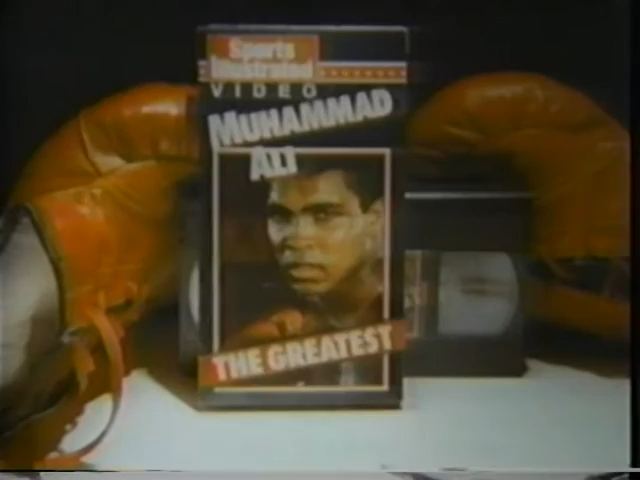 Sports
Illustrated
VIDEO
MUHAMMAD
ALI
THE GREATEST